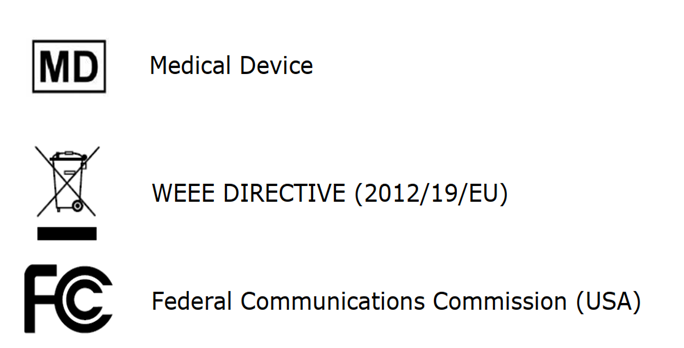 MD Medical Device
WEEE DIRECTIVE (2012/19/EU)
FC Federal Communications Commission (USA)